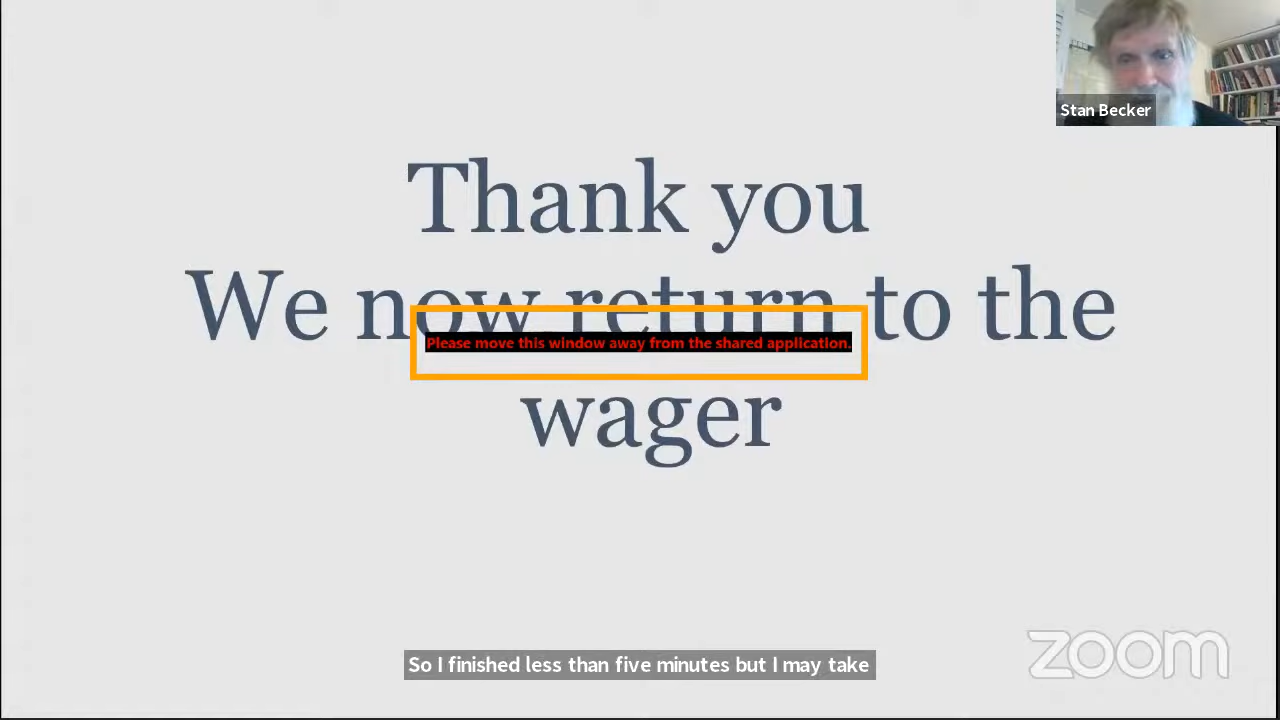 Stan Becker
Thank you
We now return to the
Please move this window away from the shared application.
wager
So I finished less than five minutes but I may take
zoom